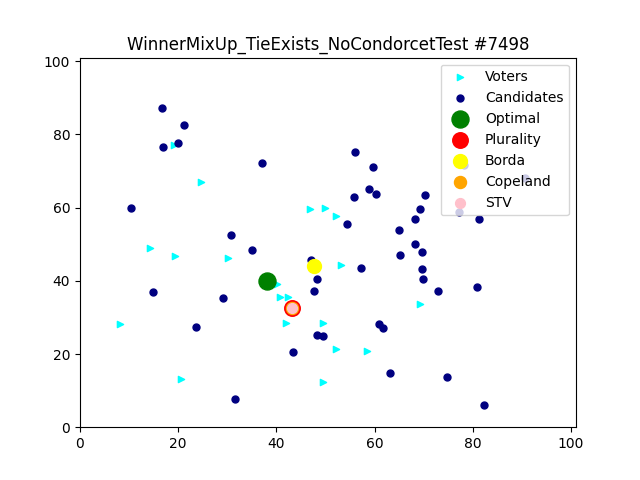 WinnerMixUp_TieExists_NoCondorcetTest #7498
100
80
60
40
20
0
0 20 40 60 80 100
Voters
Candidates
Optimal
Plurality
Borda
Copeland
STV